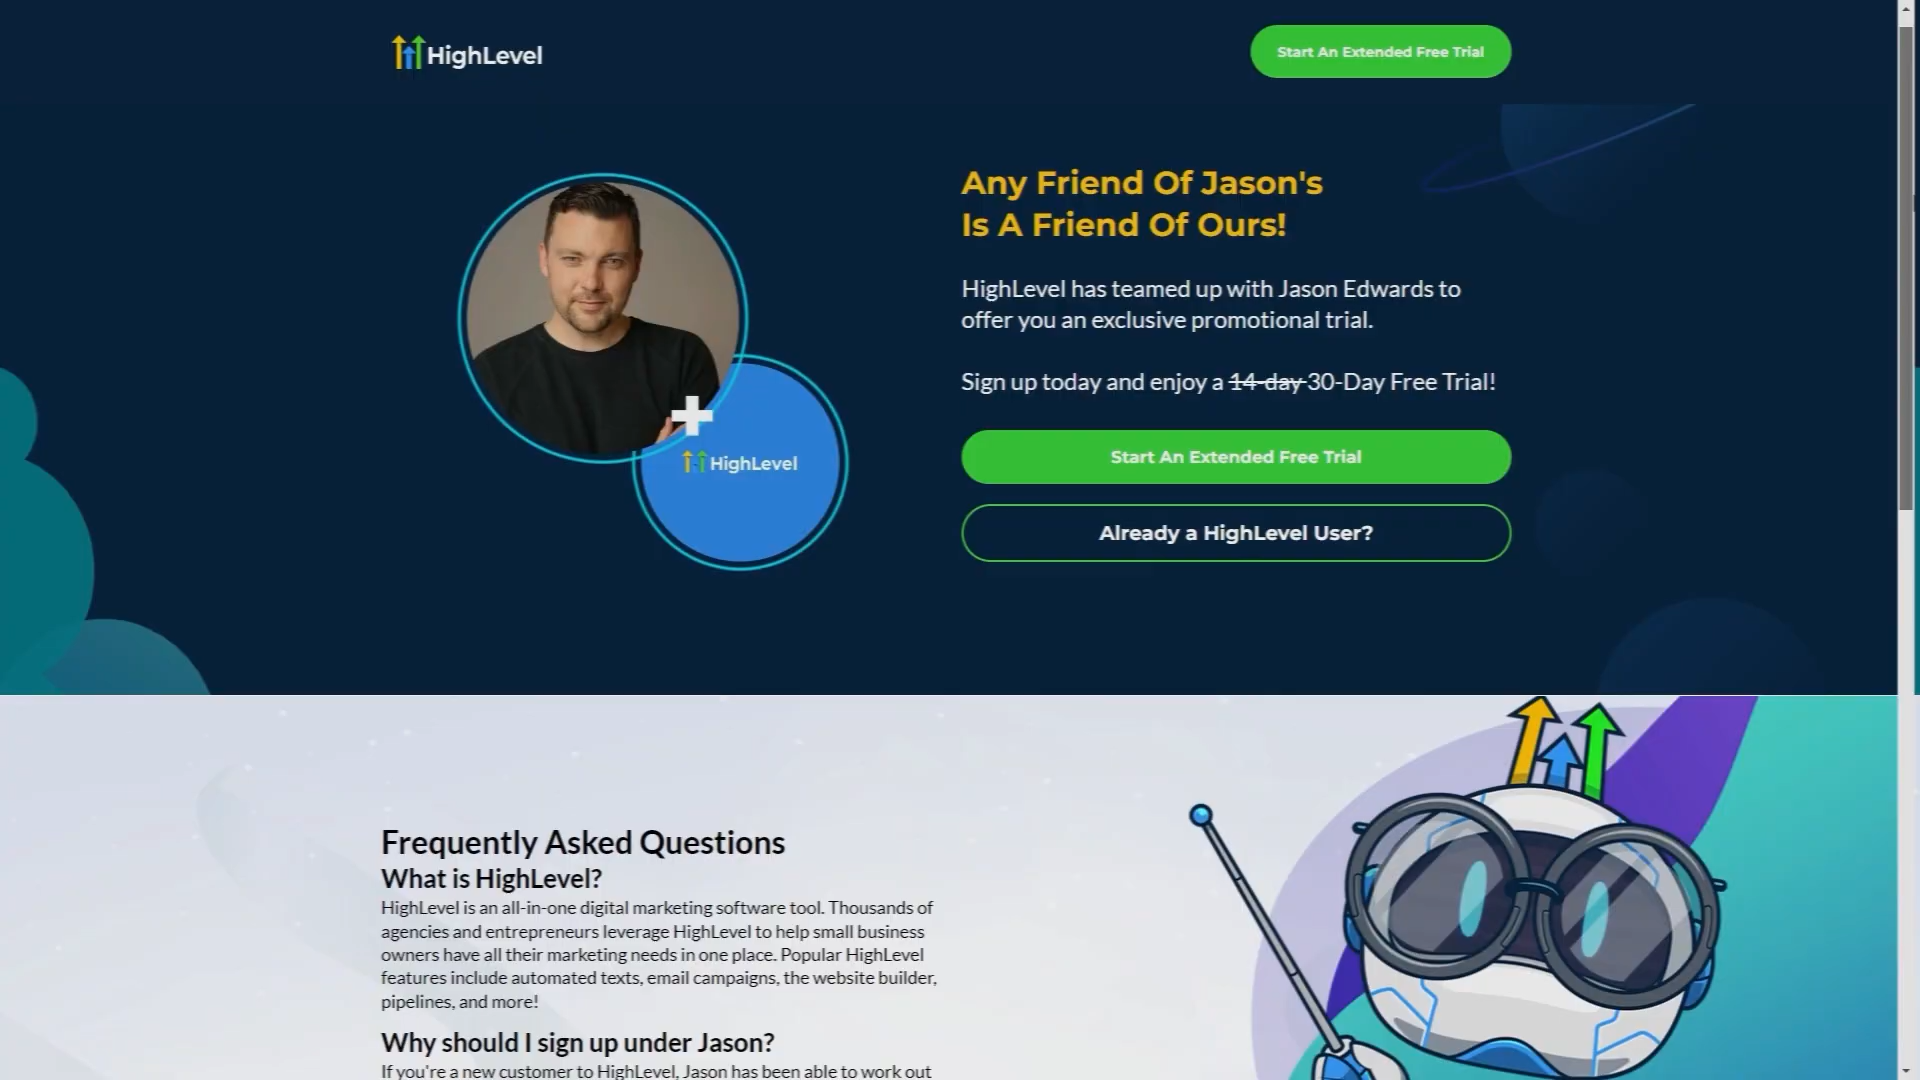 HighLevel
Start An Extended Free Trial
Any Friend Of Jason's
Is A Friend Of Ours!
HighLevel has teamed up with Jason Edwards to
offer you an exclusive promotional trial.
Sign up today and enjoy a 14-day 30-Day Free Trial!
HighLevel
Start An Extended Free Trial
Already a HighLevel User?
Frequently Asked Questions
What is HighLevel?
HighLevel is an all-in-one digital marketing software tool. Thousands of
agencies and entrepreneurs leverage HighLevel to help small business
owners have all their marketing needs in one place. Popular HighLevel
features include automated texts, email campaigns, the website builder,
pipelines, and more!
Why should I sign up under Jason?
If you're a new customer to HighLevel, Jason has been able to work out